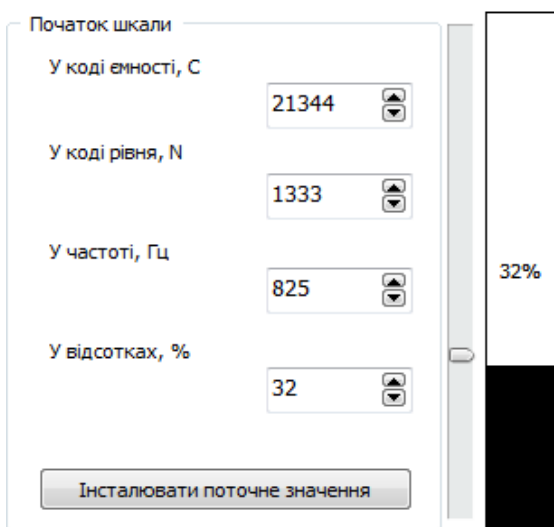 Початок шкали
У коді ємності, С
21344
У коді рівня, N
1333
У частоті, Гц
825
32%
У відсотках, %
32
Інсталювати поточне значення